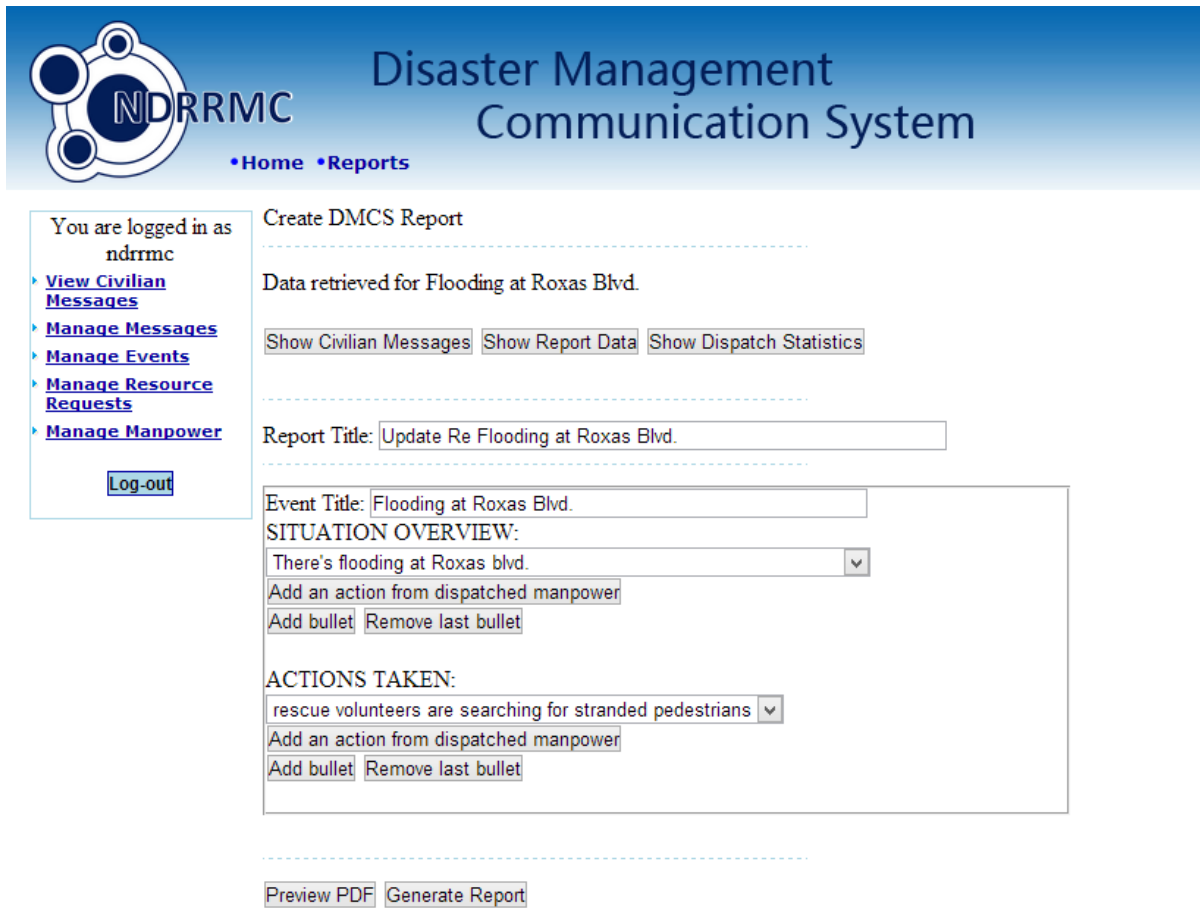 NDRRMC
Disaster Management
Communication System
•Home •Reports
You are logged in as
ndrrmc
View Civilian
Messages
Manage Messages
Manage Events
Manage Resource
Requests
Manage Manpower
Log-out
Create DMCS Report
Data retrieved for Flooding at Roxas Blvd.
Show Civilian Messages Show Report Data Show Dispatch Statistics
Report Title: Update Re Flooding at Roxas Blvd.
Event Title: Flooding at Roxas Blvd.
SITUATION OVERVIEW:
There's flooding at Roxas blvd.
Add an action from dispatched manpower
Add bullet Remove last bullet
ACTIONS TAKEN:
rescue volunteers are searching for stranded pedestrians
Add an action from dispatched manpower
Add bullet Remove last bullet
Preview PDF Generate Report